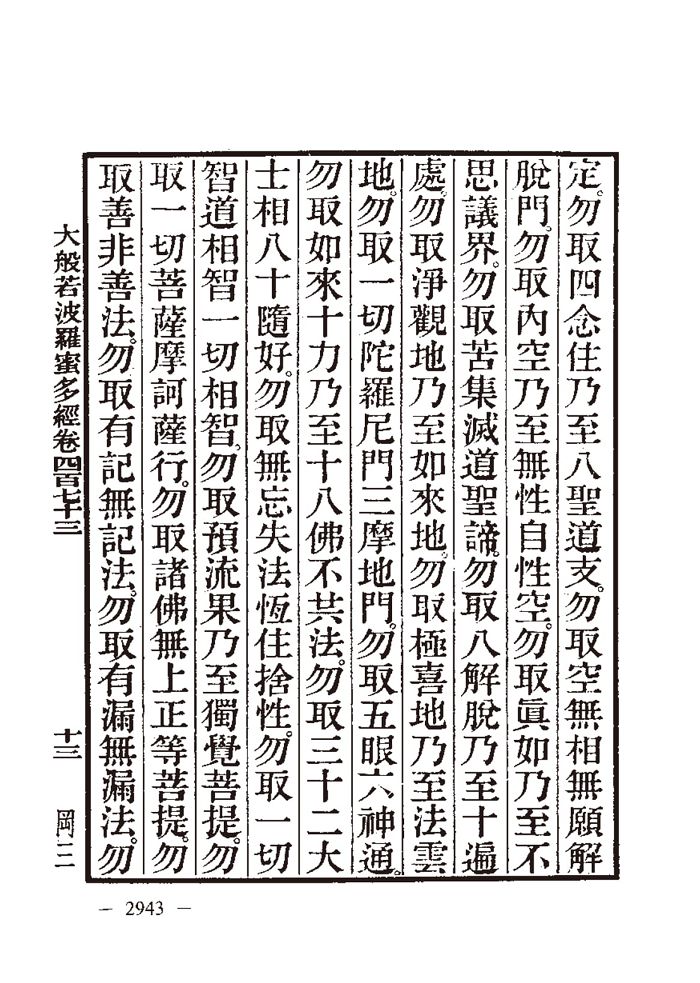 定。勿取四念住乃至八聖道支。勿取空無相無願解
脫門。勿取內空乃至無性自性空。勿取眞如乃至不
思議界。勿取苦集滅道聖諦。勿取八解脫乃至十遍
處。勿取淨觀地乃至如來地。勿取極喜地乃至法雲
地。勿取一切陀羅尼門三摩地門。勿取五眼六神通。
勿取如來十力乃至十八佛不共法。勿取三十二大
士相八十隨好。勿取無忘失法恆住捨性。勿取一切
智道相智一切相智。勿取預流果乃至獨覺菩提。勿
取一切菩薩摩訶薩行。勿取諸佛無上正等菩提。勿
取善非善法。勿取有記無記法。勿取有漏無漏法。勿
大般若波羅蜜多經卷四百七十三 十三 岡三
— 2943 —